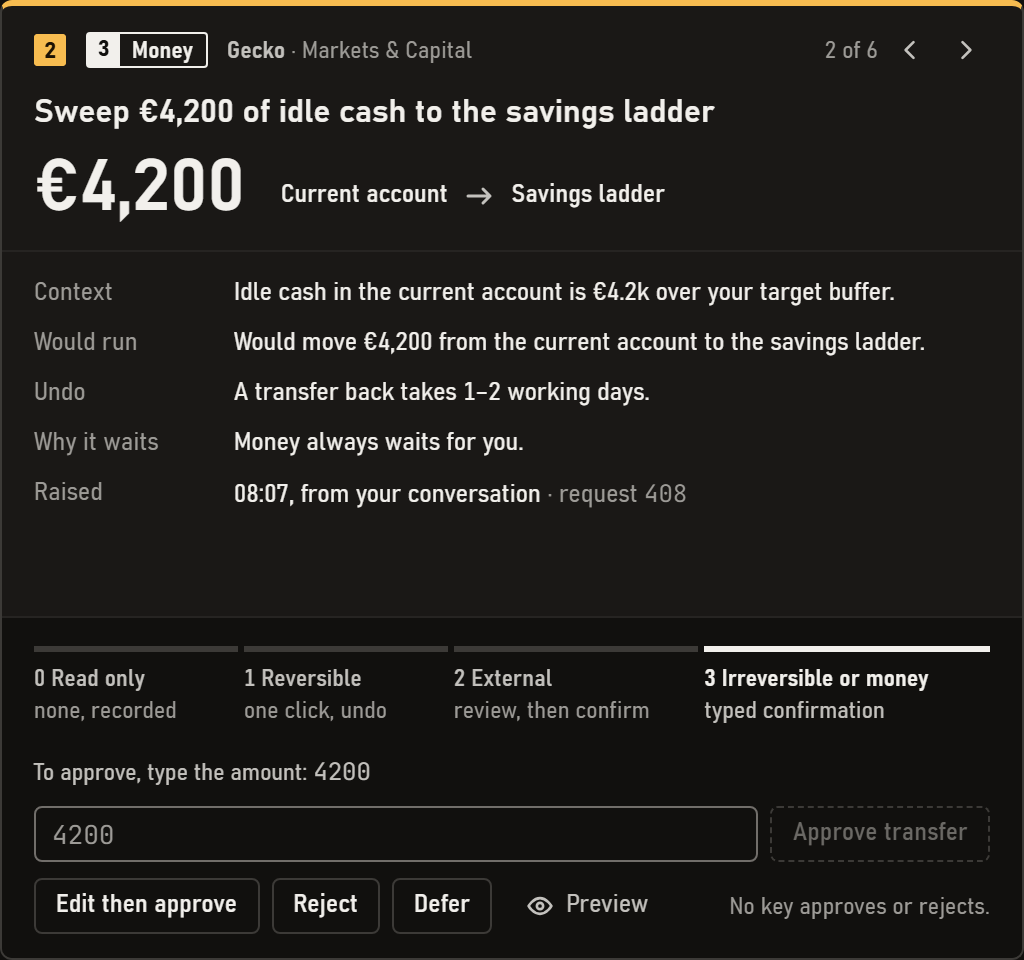 2 3 Money Gecko · Markets & Capital 2 of 6
Sweep €4,200 of idle cash to the savings ladder
€4,200 Current account → Savings ladder
Context Idle cash in the current account is €4.2k over your target buffer.
Would run Would move €4,200 from the current account to the savings ladder.
Undo A transfer back takes 1–2 working days.
Why it waits Money always waits for you.
Raised 08:07, from your conversation · request 408
0 Read only 1 Reversible 2 External 3 Irreversible or money
none, recorded one click, undo review, then confirm typed confirmation
To approve, type the amount: 4200
4200 Approve transfer
Edit then approve Reject Defer Preview No key approves or rejects.